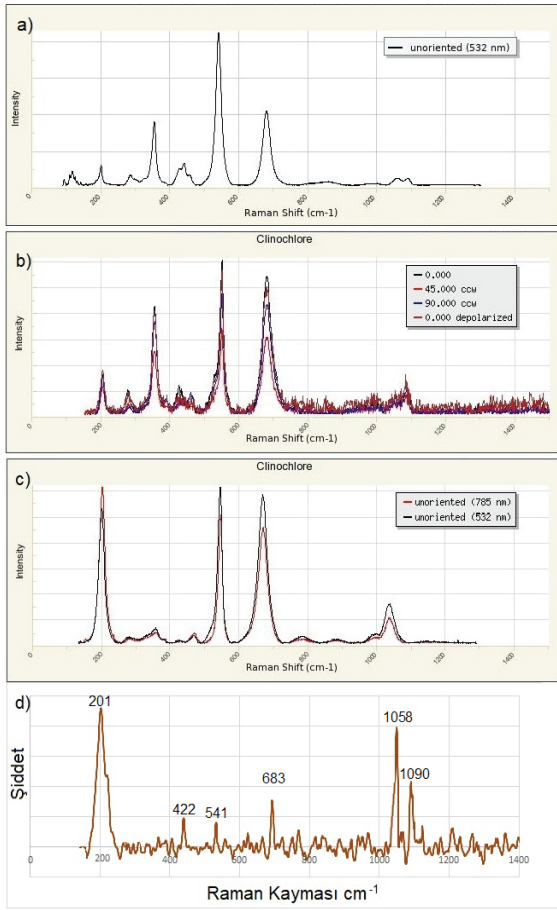 a)
unoriented (532 nm)
Intensity
0 200 400 600 800 1000 1200 1400
Raman Shift (cm-1)
Clinochlore
b)
0.000
45.000 ccw
90.000 ccw
0.000 depolarized
Intensity
0 200 400 600 800 1000 1200 1400
Raman Shift (cm-1)
Clinochlore
c)
unoriented (785 nm)
unoriented (532 nm)
Intensity
0 200 400 600 800 1000 1200 1400
Raman Shift (cm-1)
d)
201
1058
1090
683
422
541
Şiddet
0 200 400 600 800 1000 1200 1400
Raman Kayması cm-1